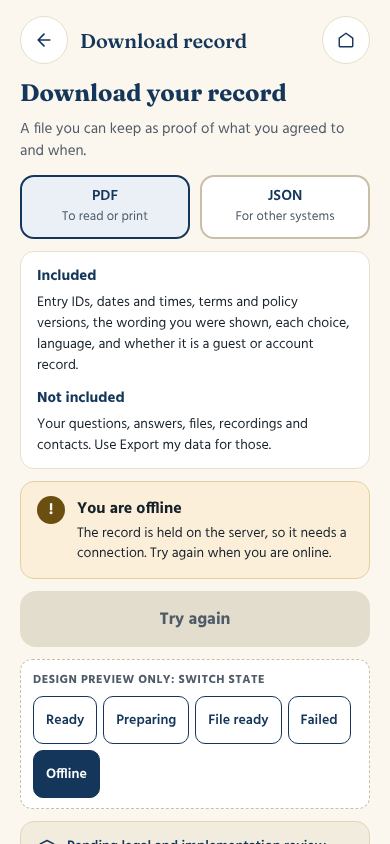 Download record
Download your record
A file you can keep as proof of what you agreed to
and when.
PDF
To read or print
JSON
For other systems
Included
Entry IDs, dates and times, terms and policy
versions, the wording you were shown, each choice,
language, and whether it is a guest or account
record.
Not included
Your questions, answers, files, recordings and
contacts. Use Export my data for those.
!
You are offline
The record is held on the server, so it needs a
connection. Try again when you are online.
Try again
DESIGN PREVIEW ONLY: SWITCH STATE
Ready
Preparing
File ready
Failed
Offline
Pending legal and implementation review